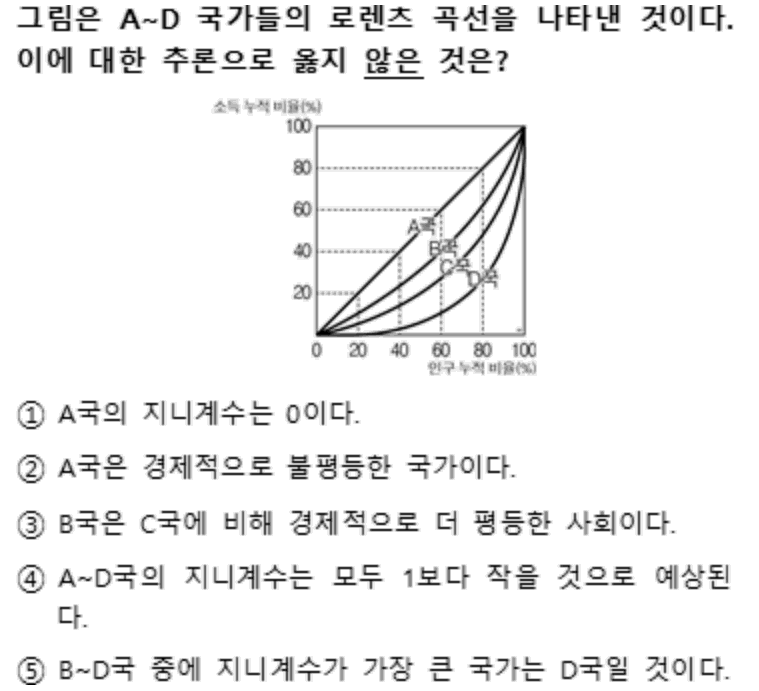 그림은 A~D 국가들의 로렌츠 곡선을 나타낸 것이다.
이에 대한 추론으로 옳지 않은 것은?
소득 누적 비율(%)
100
80
60
40
20
A국
B국
C국
D국
0 20 40 60 80 100
인구 누적 비율(%)
① A국의 지니계수는 0이다.
② A국은 경제적으로 불평등한 국가이다.
③ B국은 C국에 비해 경제적으로 더 평등한 사회이다.
④ A~D국의 지니계수는 모두 1보다 작을 것으로 예상된
다.
⑤ B~D국 중에 지니계수가 가장 큰 국가는 D국일 것이다.